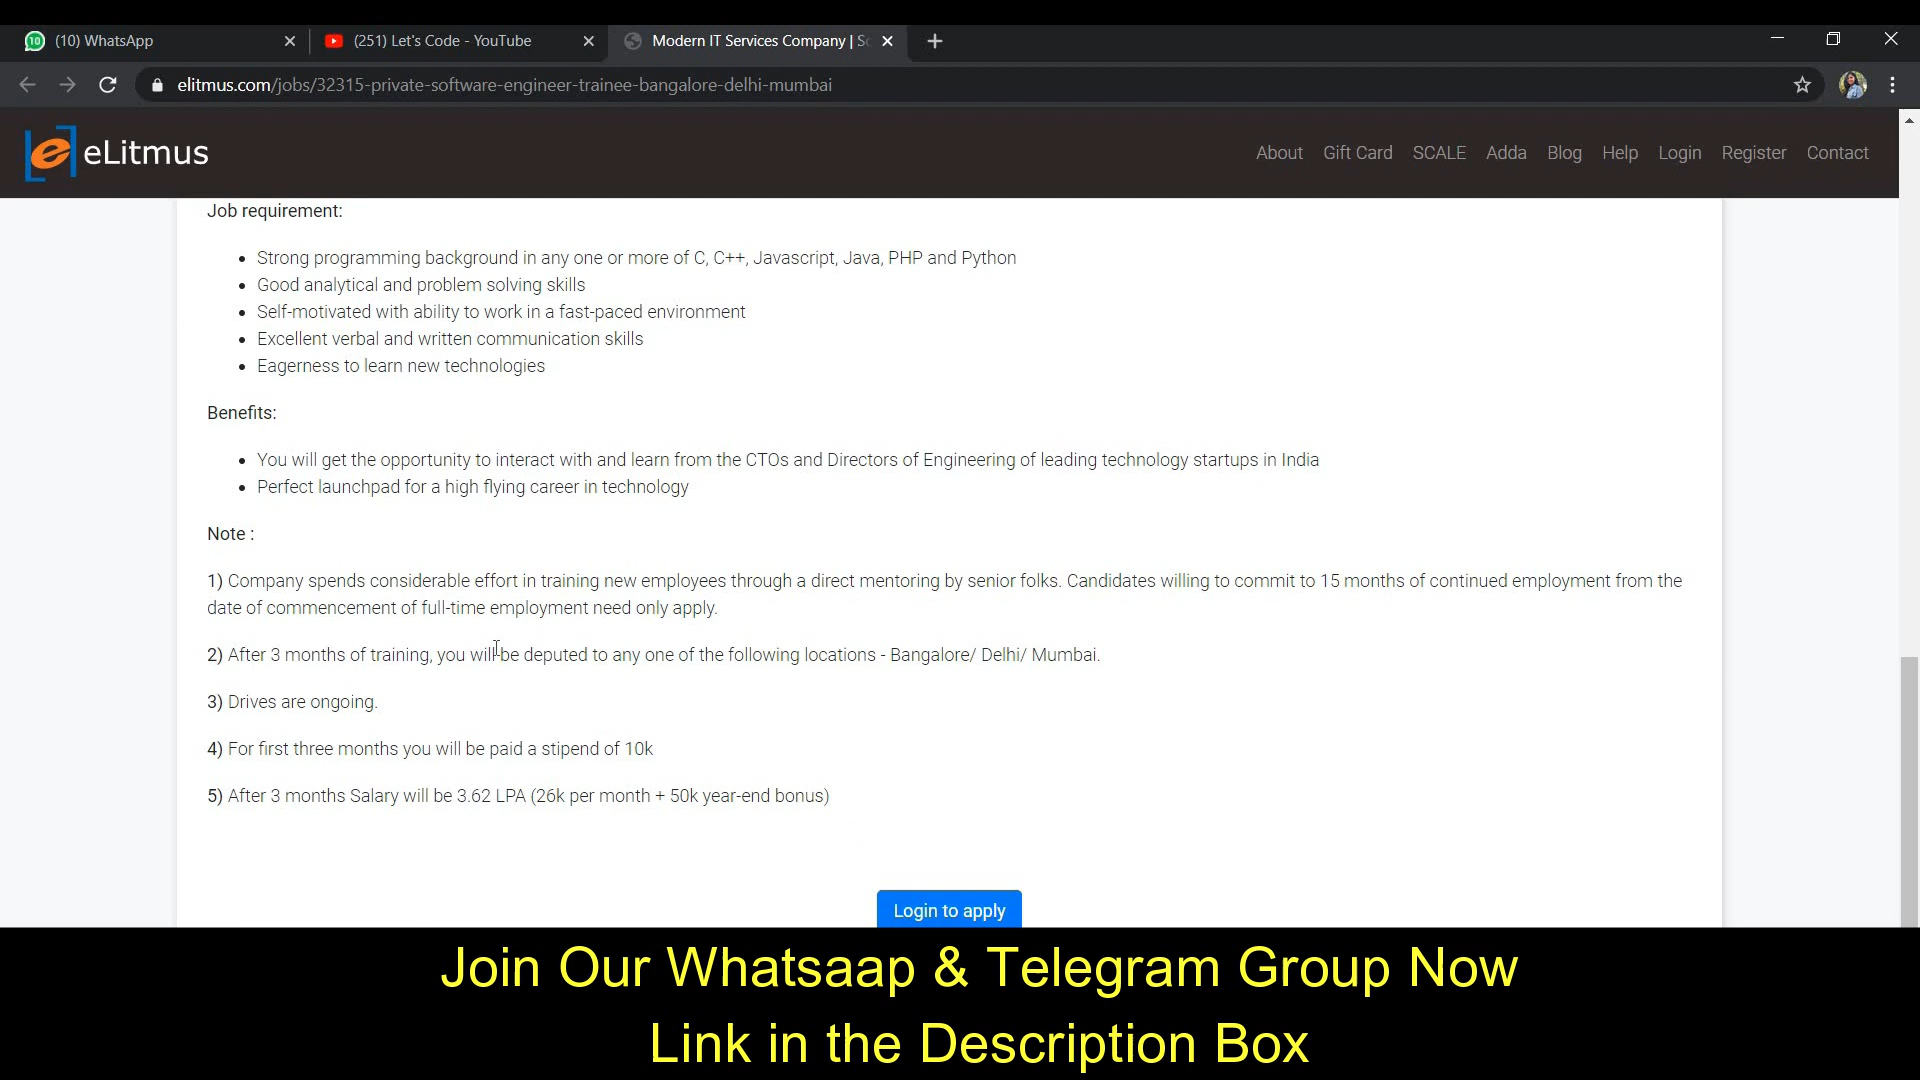 (10) WhatsApp
(251) Let's Code - YouTube
Modern IT Services Company | S
elitmus.com/jobs/32315-private-software-engineer-trainee-bangalore-delhi-mumbai
eLitmus
About Gift Card SCALE Adda Blog Help Login Register Contact
Job requirement:
• Strong programming background in any one or more of C, C++, Javascript, Java, PHP and Python
• Good analytical and problem solving skills
• Self-motivated with ability to work in a fast-paced environment
• Excellent verbal and written communication skills
• Eagerness to learn new technologies
Benefits:
• You will get the opportunity to interact with and learn from the CTOs and Directors of Engineering of leading technology startups in India
• Perfect launchpad for a high flying career in technology
Note :
1) Company spends considerable effort in training new employees through a direct mentoring by senior folks. Candidates willing to commit to 15 months of continued employment from the
date of commencement of full-time employment need only apply.
2) After 3 months of training, you will be deputed to any one of the following locations - Bangalore/ Delhi/ Mumbai.
3) Drives are ongoing.
4) For first three months you will be paid a stipend of 10k
5) After 3 months Salary will be 3.62 LPA (26k per month + 50k year-end bonus)
Login to apply
Join Our Whatsaap & Telegram Group Now
Link in the Description Box